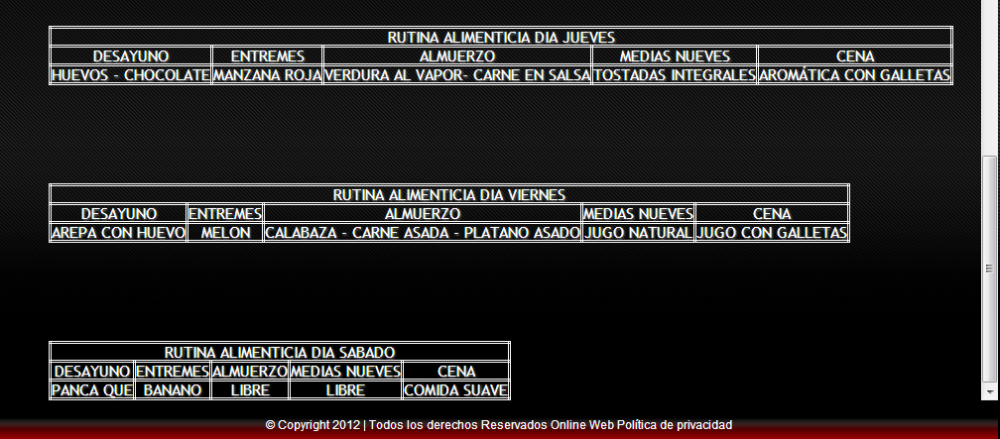 RUTINA ALIMENTICIA DIA JUEVES
DESAYUNO ENTREMES ALMUERZO MEDIAS NUEVES CENA
HUEVOS - CHOCOLATE MANZANA ROJA VERDURA AL VAPOR- CARNE EN SALSA TOSTADAS INTEGRALES AROMÁTICA CON GALLETAS
RUTINA ALIMENTICIA DIA VIERNES
DESAYUNO ENTREMES ALMUERZO MEDIAS NUEVES CENA
AREPA CON HUEVO MELON CALABAZA - CARNE ASADA - PLATANO ASADO JUGO NATURAL JUGO CON GALLETAS
RUTINA ALIMENTICIA DIA SABADO
DESAYUNO ENTREMES ALMUERZO MEDIAS NUEVES CENA
PANCA QUE BANANO LIBRE LIBRE COMIDA SUAVE
© Copyright 2012 | Todos los derechos Reservados Online Web Política de privacidad